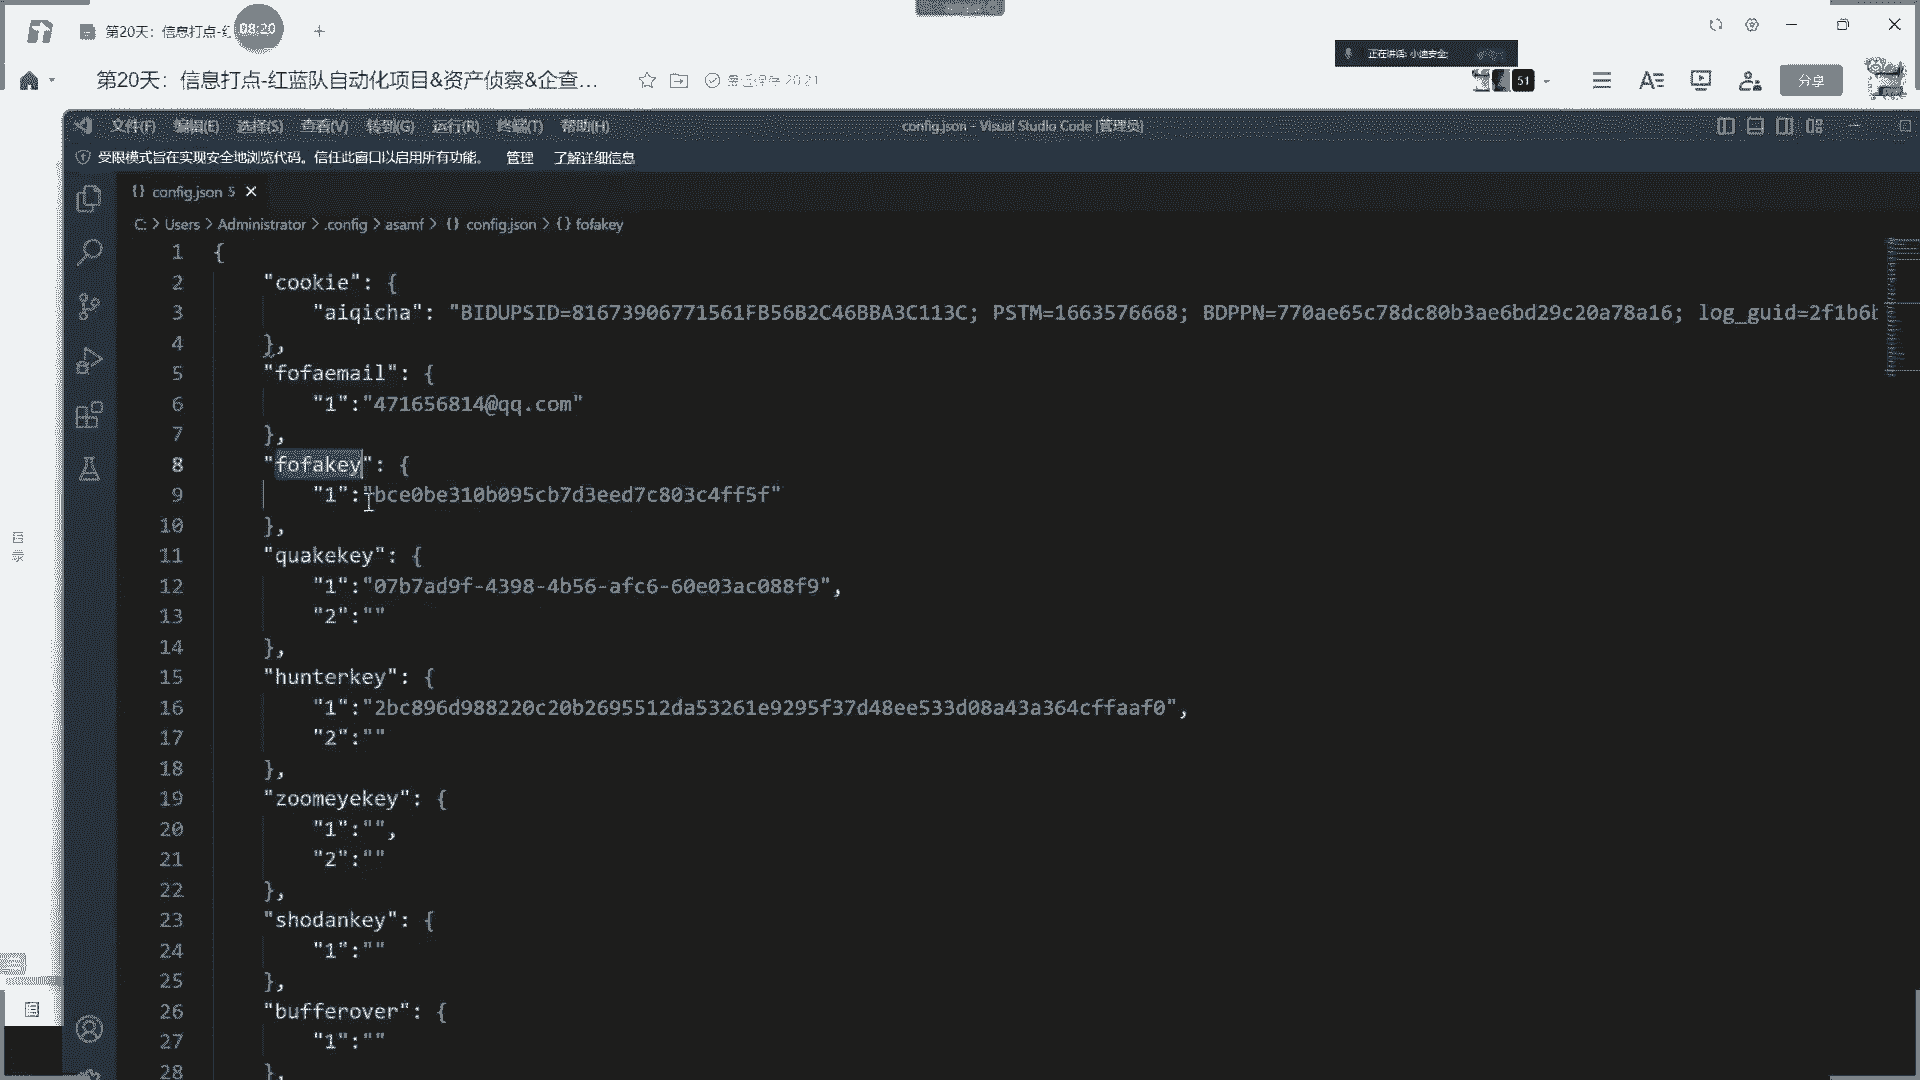 第20天：信息打点-红
08:20
正在讲话: 小迪安全;
第20天：信息打点-红蓝队自动化项目&资产侦察&企查...
最近保存 20:21
51
分享
文件(F) 编辑(E) 选择(S) 查看(V) 转到(G) 运行(R) 终端(T) 帮助(H)
config.json - Visual Studio Code [管理员]
受限模式旨在实现安全地浏览代码。信任此窗口以启用所有功能。 管理 了解详细信息
{} config.json 5
C: > Users > Administrator > .config > asamf > {} config.json > {} fofakey
1 {
2 "cookie": {
3 "aiqicha": "BIDUPSID=81673906771561FB56B2C46BBA3C113C; PSTM=1663576668; BDPPN=770ae65c78dc80b3ae6bd29c20a78a16; log_guid=2f1b6
4 },
5 "fofaemail": {
6 "1":"471656814@qq.com"
7 },
8 "fofakey": {
9 "1":"bce0be310b095cb7d3eed7c803c4ff5f"
10 },
11 "quakekey": {
12 "1":"07b7ad9f-4398-4b56-afc6-60e03ac088f9",
13 "2":""
14 },
15 "hunterkey": {
16 "1":"2bc896d988220c20b2695512da53261e9295f37d48ee533d08a43a364cffaaf0",
17 "2":""
18 },
19 "zoomeyekey": {
20 "1":"",
21 "2":""
22 },
23 "shodankey": {
24 "1":""
25 },
26 "bufferover": {
27 "1":""
28 },
目录